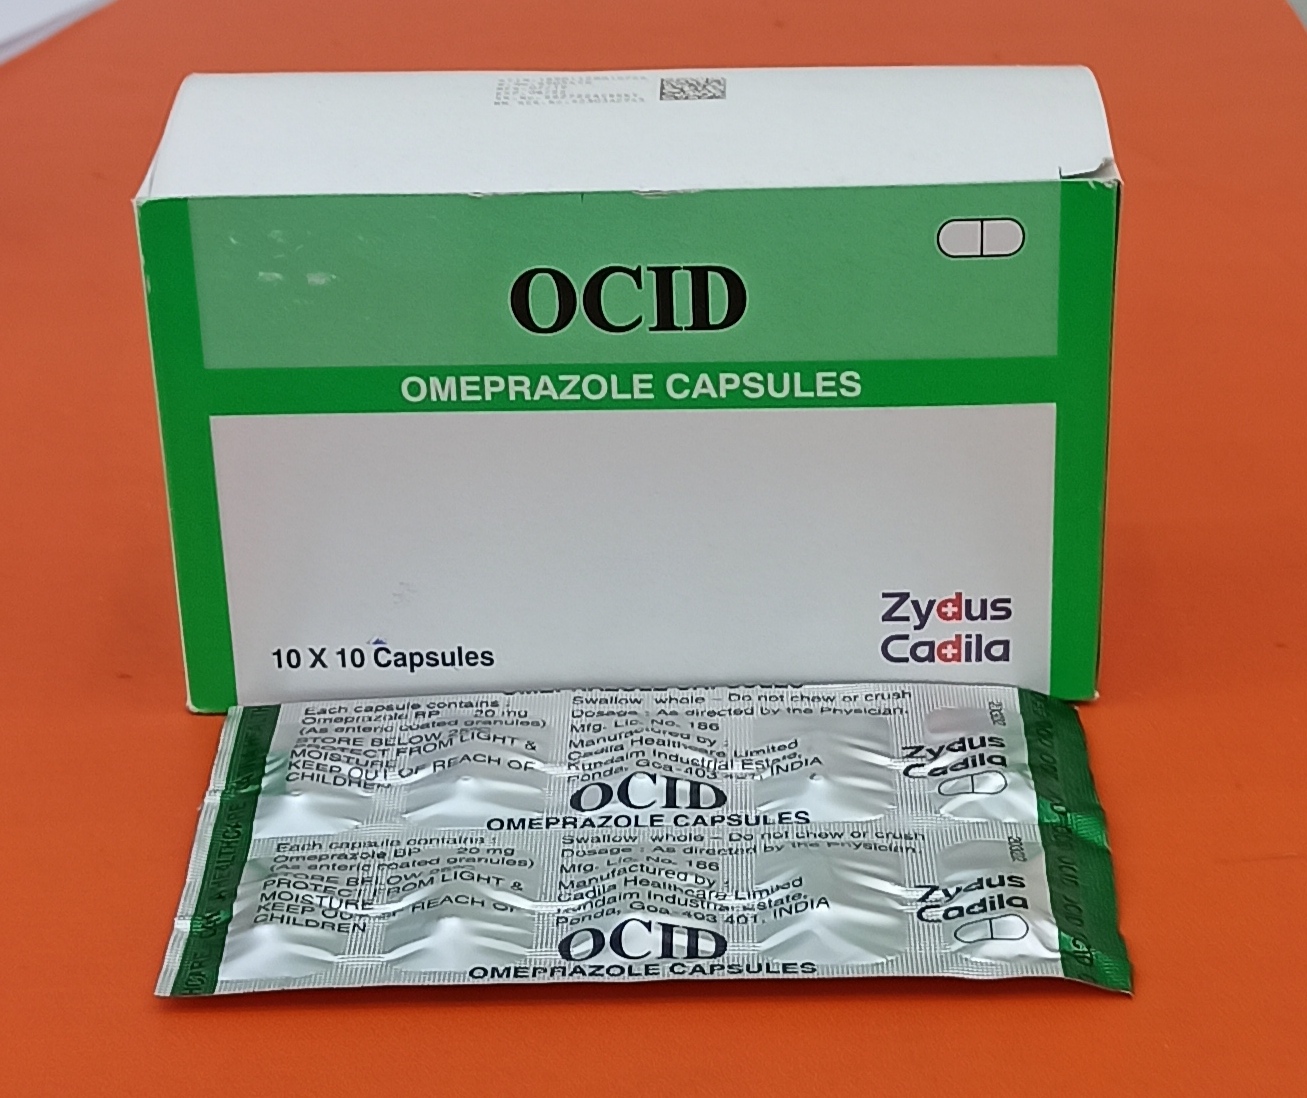 OCID
OMEPRAZOLE CAPSULES
10 X 10 Capsules
Zydus
Cadila
Each capsule contains :
Omeprazole BP 20 mg
(As enteric coated granules)
STORE BELOW
PROTECT FROM LIGHT &
MOISTURE
KEEP OUT OF REACH OF
CHILDREN
Swallow whole - Do not chew or crush
Dosage : As directed by the Physician.
Mfg. Lic. No. 186
Manufactured by :
Cadila Healthcare Limited
Kundaim Industrial Estate,
Ponda, Goa-403 INDIA
OCID
OMEPRAZOLE CAPSULES
Zydus
Cadila
Each capsule contains :
Omeprazole BP 20 mg
(As enteric coated granules)
STORE BELOW
PROTECT FROM LIGHT &
MOISTURE
KEEP OUT OF REACH OF
CHILDREN
Swallow whole - Do not chew or crush
Dosage : As directed by the Physician.
Mfg. Lic. No. 186
Manufactured by :
Cadila Healthcare Limited
Kundaim Industrial Estate,
Ponda, Goa-403 401. INDIA
OCID
OMEPRAZOLE CAPSULES
Zydus
Cadila